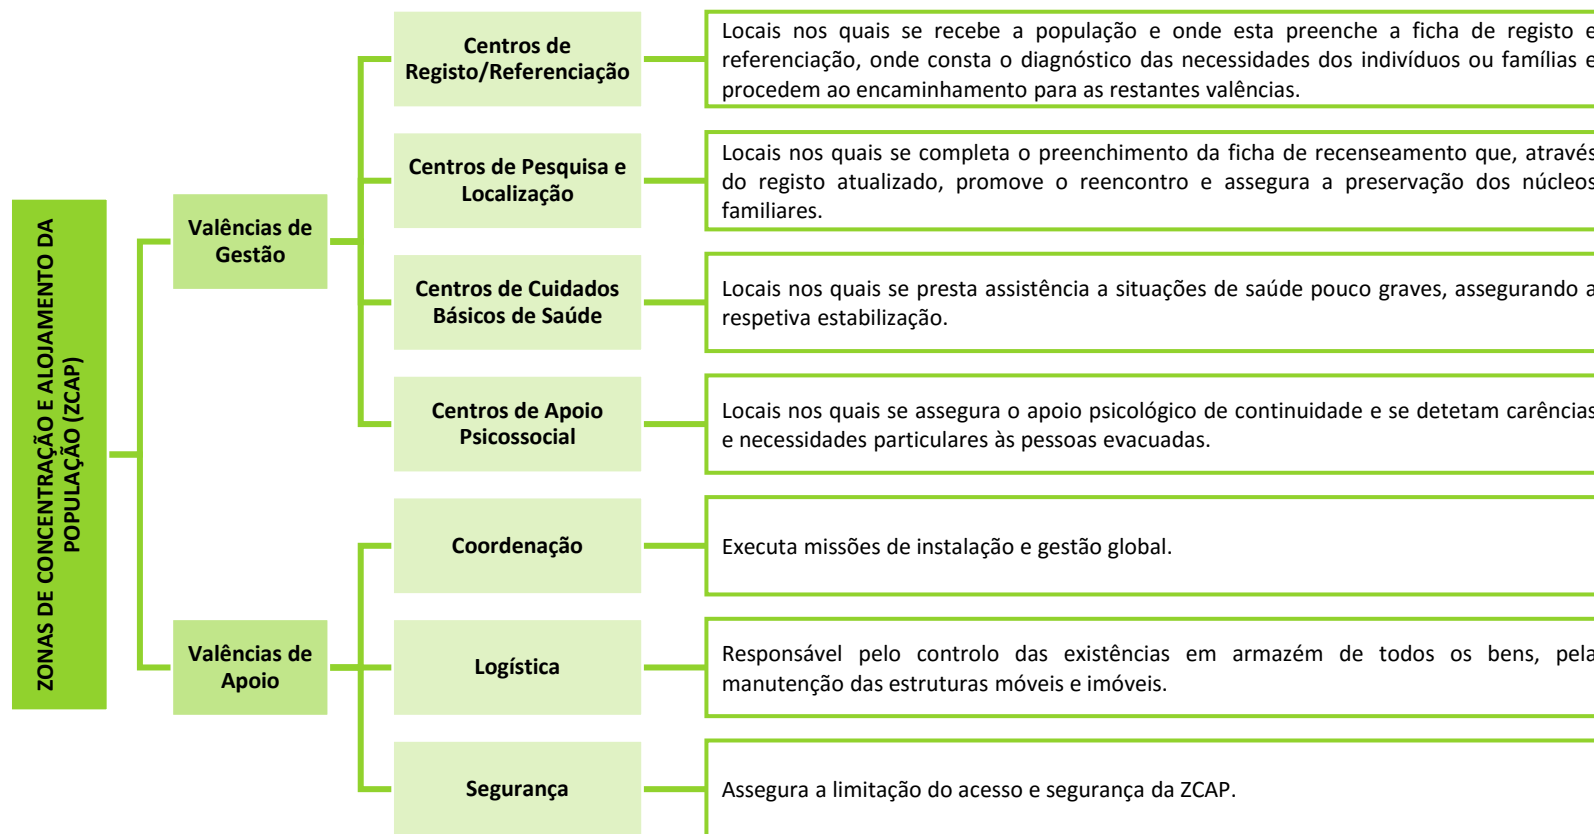 ZONAS DE CONCENTRAÇÃO E ALOJAMENTO DA
POPULAÇÃO (ZCAP)
Valências de
Gestão
Centros de
Registo/Referenciação
Locais nos quais se recebe a população e onde esta preenche a ficha de registo e
referenciação, onde consta o diagnóstico das necessidades dos indivíduos ou famílias e
procedem ao encaminhamento para as restantes valências.
Centros de Pesquisa e
Localização
Locais nos quais se completa o preenchimento da ficha de recenseamento que, através
do registo atualizado, promove o reencontro e assegura a preservação dos núcleos
familiares.
Centros de Cuidados
Básicos de Saúde
Locais nos quais se presta assistência a situações de saúde pouco graves, assegurando a
respetiva estabilização.
Centros de Apoio
Psicossocial
Locais nos quais se assegura o apoio psicológico de continuidade e se detetam carências
e necessidades particulares às pessoas evacuadas.
Valências de
Apoio
Coordenação
Executa missões de instalação e gestão global.
Logística
Responsável pelo controlo das existências em armazém de todos os bens, pela
manutenção das estruturas móveis e imóveis.
Segurança
Assegura a limitação do acesso e segurança da ZCAP.